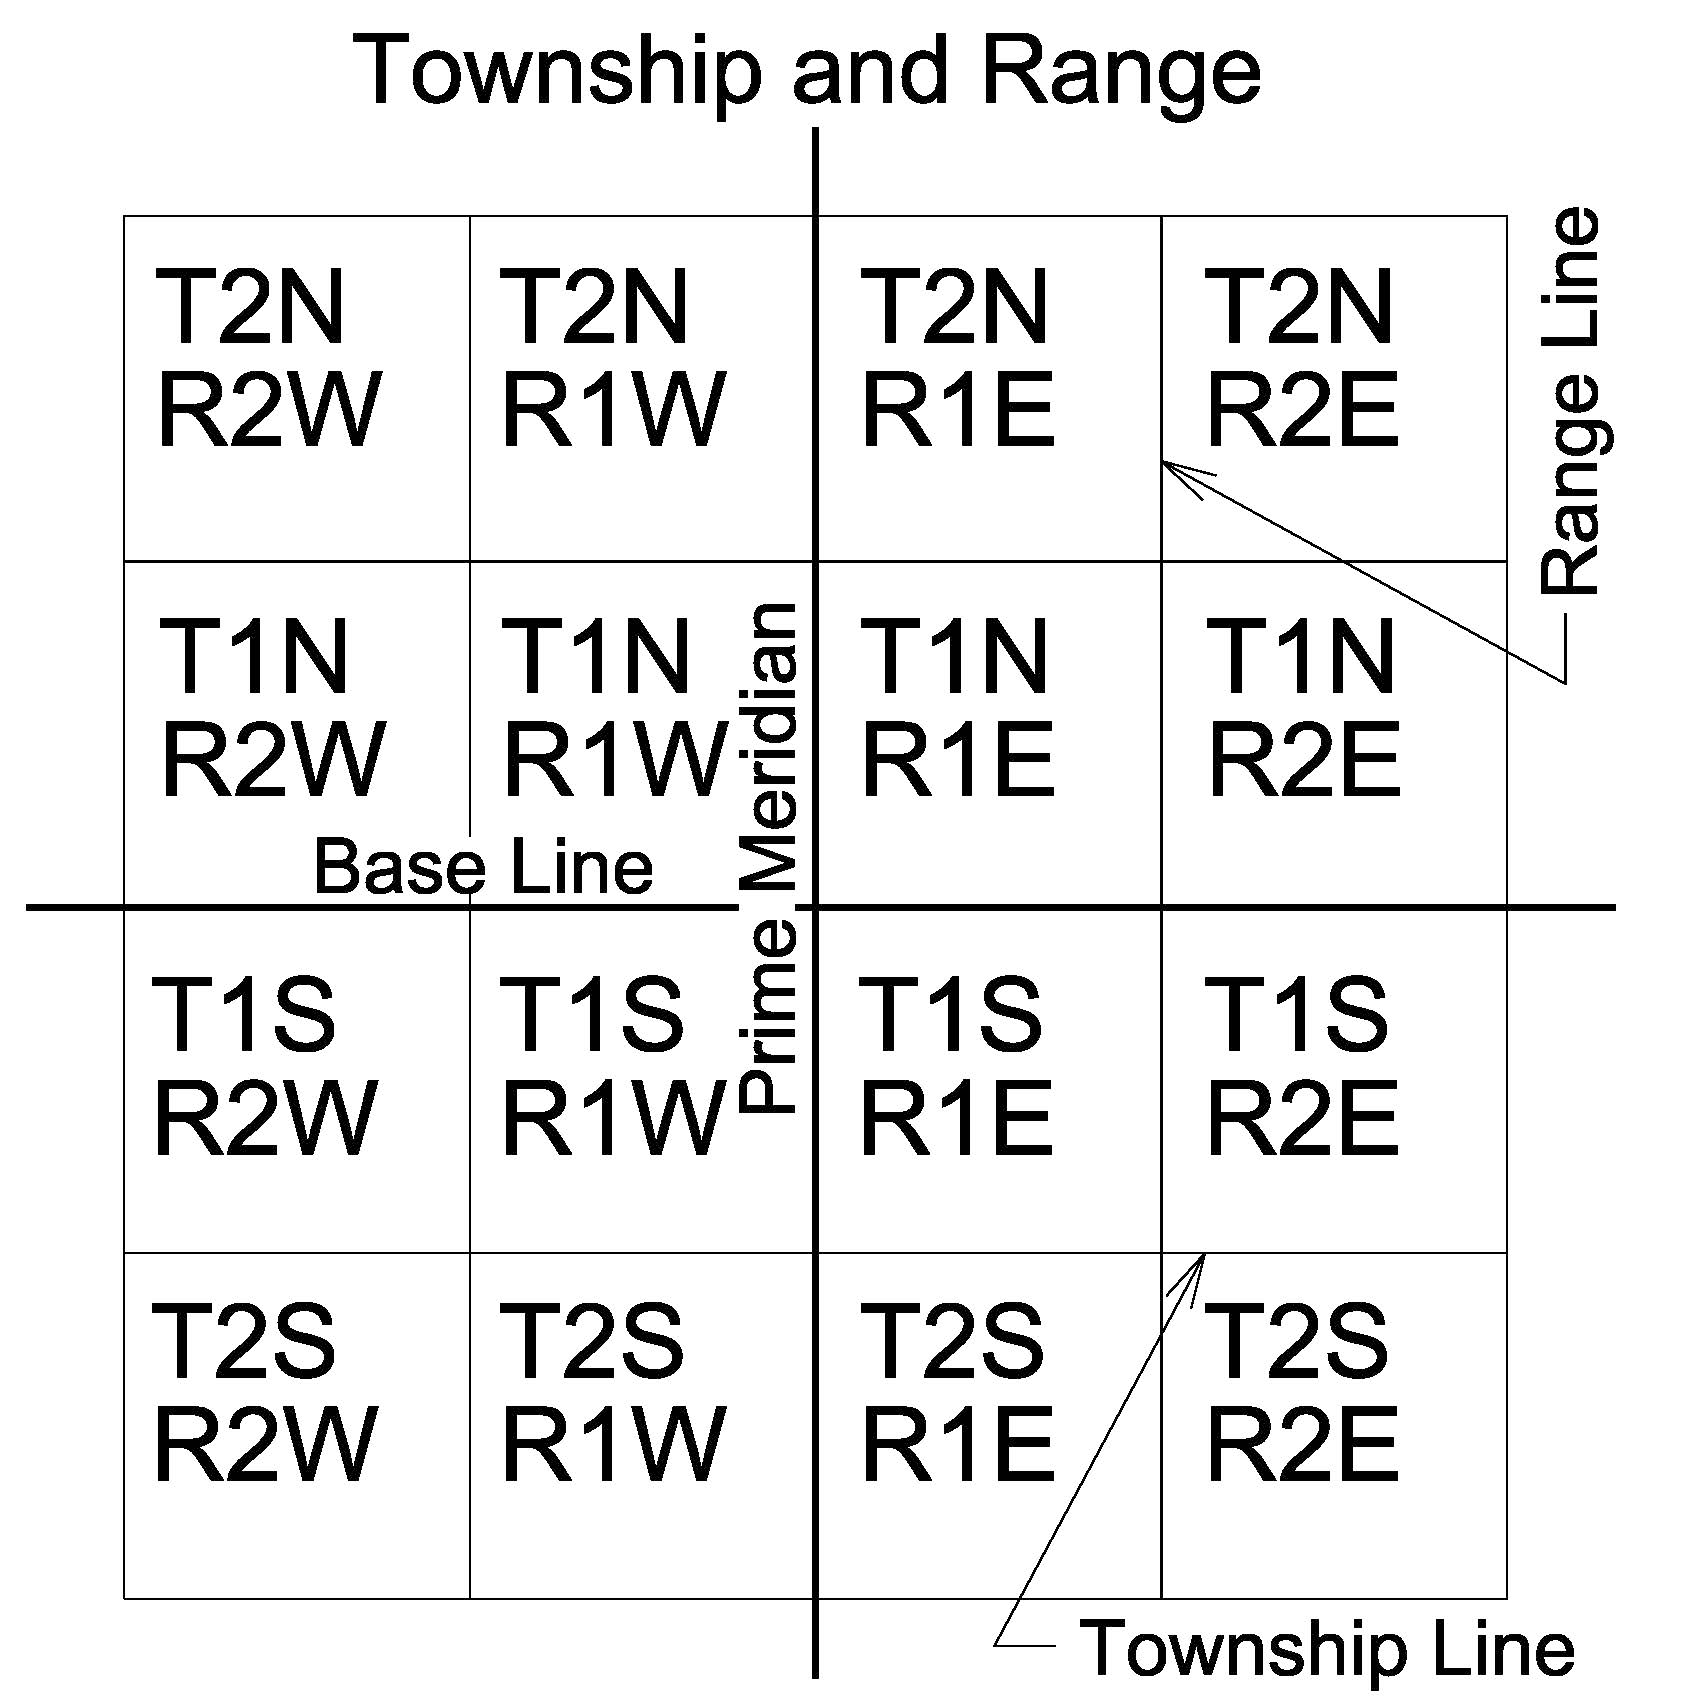 Township and Range
T2N T2N T2N T2N
R2W R1W R1E R2E
Range Line
T1N T1N T1N T1N
R2W R1W R1E R2E
Prime Meridian
Base Line
T1S T1S T1S T1S
R2W R1W R1E R2E
T2S T2S T2S T2S
R2W R1W R1E R2E
Township Line